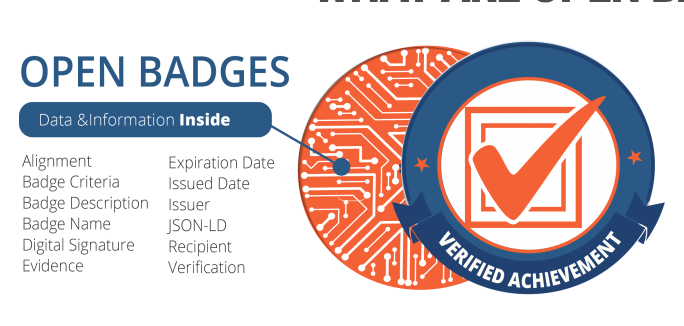 OPEN BADGES
Data &Information Inside
Alignment
Badge Criteria
Badge Description
Badge Name
Digital Signature
Evidence
Expiration Date
Issued Date
Issuer
JSON-LD
Recipient
Verification
VERIFIED ACHIEVEMENT